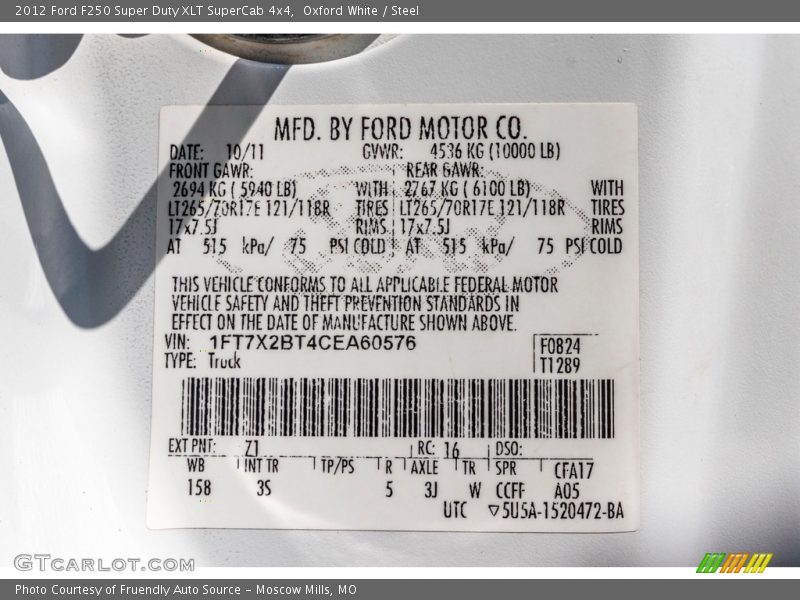 2012 Ford F250 Super Duty XLT SuperCab 4x4,  Oxford White / Steel
MFD. BY FORD MOTOR CO.
DATE: 10/11 GVWR: 4536 KG (10000 LB)
FRONT GAWR: REAR GAWR:
2694 KG ( 5940 LB) WITH 2767 KG ( 6100 LB) WITH
LT265/70R17E 121/118R TIRES LT265/70R17E 121/118R TIRES
17x7.5J RIMS 17x7.5J RIMS
AT 515 kPa/ 75 PSI COLD AT 515 kPa/ 75 PSI COLD
THIS VEHICLE CONFORMS TO ALL APPLICABLE FEDERAL MOTOR
VEHICLE SAFETY AND THEFT PREVENTION STANDARDS IN
EFFECT ON THE DATE OF MANUFACTURE SHOWN ABOVE.
VIN: 1FT7X2BT4CEA60576 F0824
TYPE: Truck T1289
EXT PNT: Z1 RC: 16 DSO:
WB INT TR TP/PS R AXLE TR SPR CFA17
158 3S 5 3J W CCFF A05
UTC ▽5U5A-1520472-BA
GTcarlot.com
Photo Courtesy of Fruendly Auto Source – Moscow Mills, MO